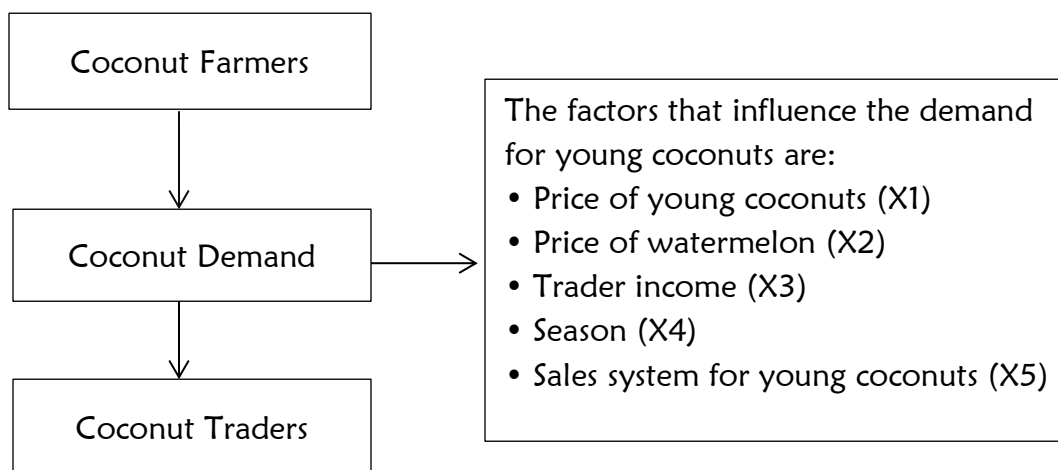 Coconut Farmers
Coconut Demand
Coconut Traders
The factors that influence the demand
for young coconuts are:
• Price of young coconuts (X1)
• Price of watermelon (X2)
• Trader income (X3)
• Season (X4)
• Sales system for young coconuts (X5)